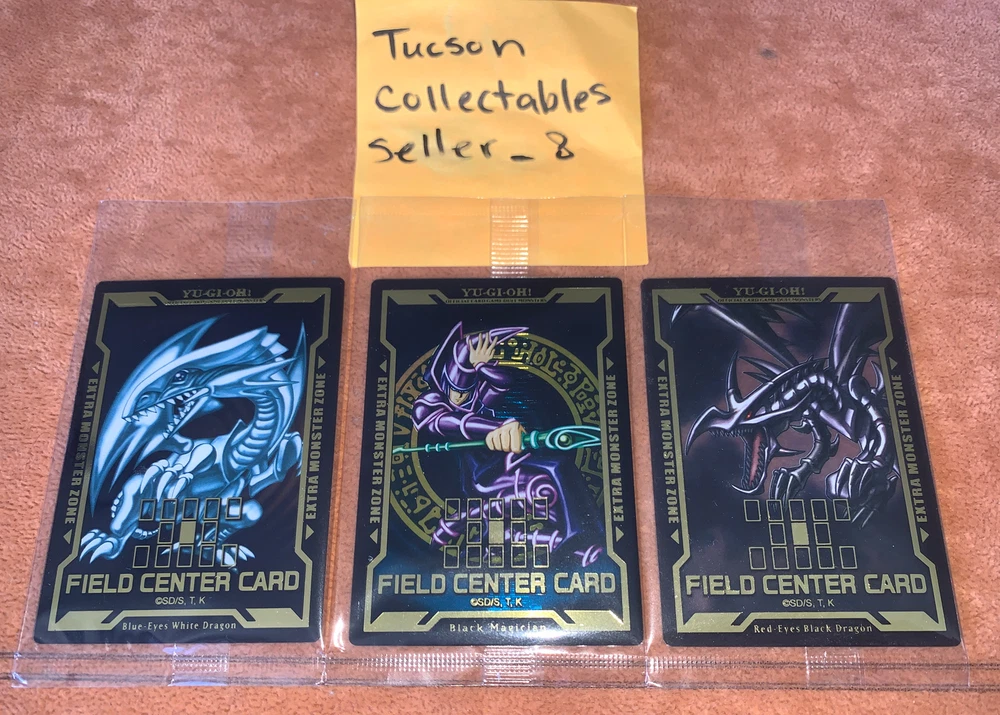 Tucson
Collectables
Seller_8
YU-GI-OH!
EXTRA MONSTER ZONE
EXTRA MONSTER ZONE
FIELD CENTER CARD
©SD/S, T, K
Blue-Eyes White Dragon
YU-GI-OH!
EXTRA MONSTER ZONE
EXTRA MONSTER ZONE
FIELD CENTER CARD
©SD/S, T, K
Black Magician
YU-GI-OH!
EXTRA MONSTER ZONE
EXTRA MONSTER ZONE
FIELD CENTER CARD
©SD/S, T, K
Red-Eyes Black Dragon